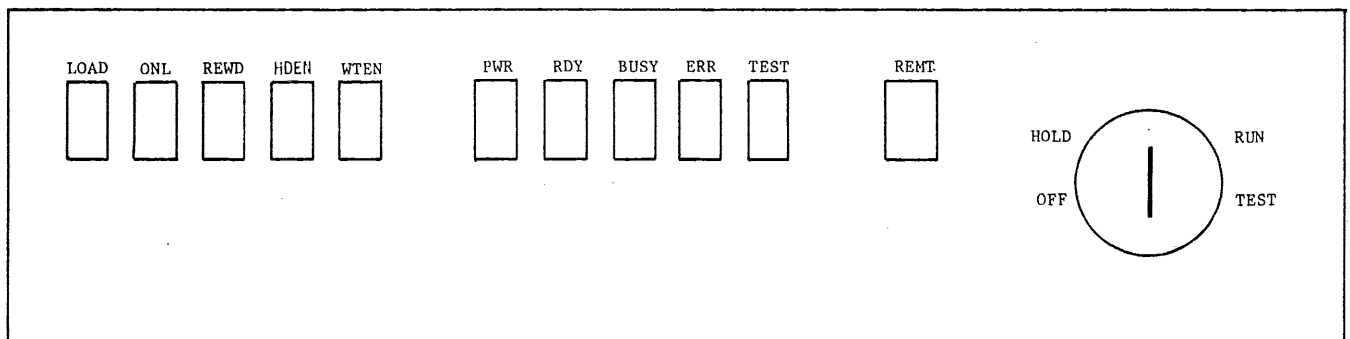 LOAD ONL REWD HDEN WTEN PWR RDY BUSY ERR TEST REMT.
HOLD RUN
OFF TEST